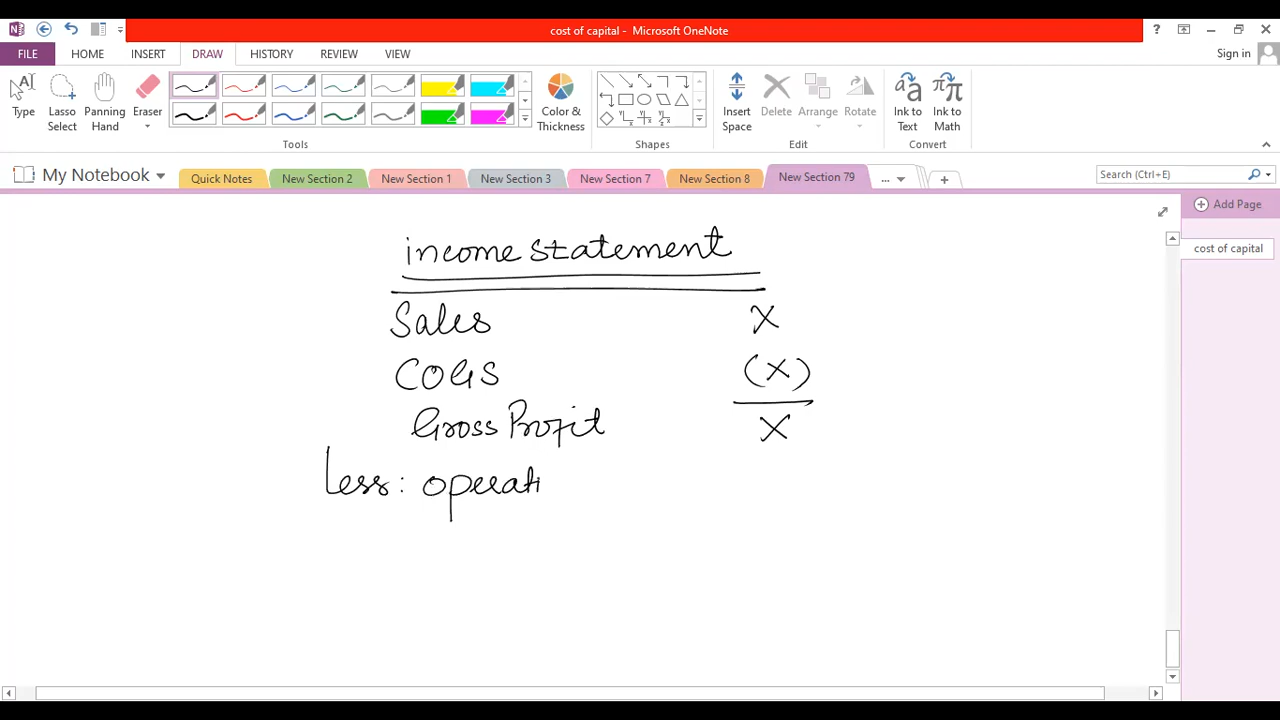 cost of capital - Microsoft OneNote
Sign in
FILE HOME INSERT DRAW HISTORY REVIEW VIEW
Type Lasso Select Panning Hand Eraser Color & Thickness Insert Space Delete Arrange Rotate Ink to Text Ink to Math
Tools Shapes Edit Convert
My Notebook Quick Notes New Section 2 New Section 1 New Section 3 New Section 7 New Section 8 New Section 79 ... Search (Ctrl+E)
Add Page
cost of capital
income statement
Sales X
COGS (X)
Gross Profit X
Less: operati